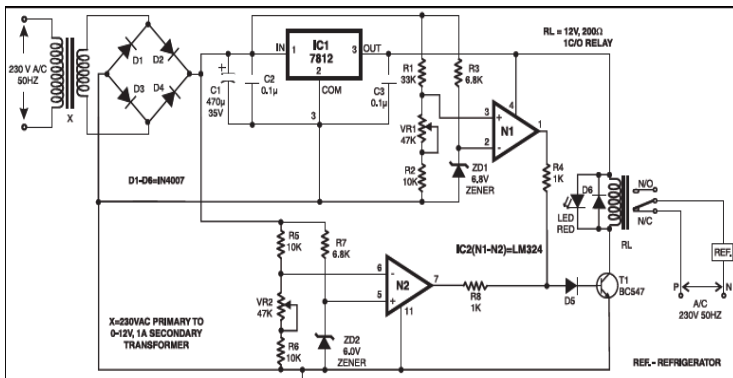 230 V A/C
50HZ
X
D1
D2
D3
D4
D1-D6=IN4007
C1
470µ
35V
C2
0.1µ
IN
1
IC1
7812
3
OUT
2
COM
3
C3
0.1µ
R1
33K
VR1
47K
R2
10K
R3
6.8K
ZD1
6,8V
ZENER
3
+
2
-
N1
4
1
R4
1K
RL = 12V, 200Ω
1C/O RELAY
D6
LED
RED
N/O
N/C
RL
REF.
R5
10K
R7
6.8K
VR2
47K
R6
10K
ZD2
6.0V
ZENER
6
-
5
+
N2
7
11
IC2(N1-N2)=LM324
R8
1K
D5
T1
BC547
P
N
A/C
230V 50HZ
X=230VAC PRIMARY TO
0-12V, 1A SECONDARY
TRANSFORMER
REF.- REFRIGERATOR